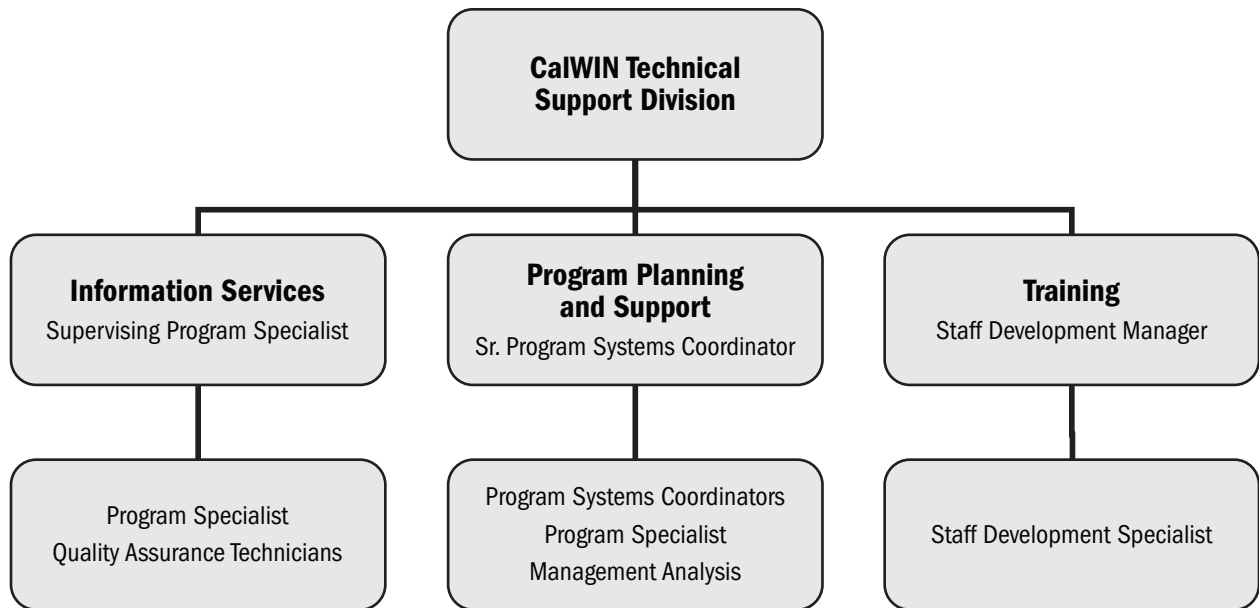 CalWIN Technical
Support Division
Information Services
Supervising Program Specialist
Program Planning
and Support
Sr. Program Systems Coordinator
Training
Staff Development Manager
Program Specialist
Quality Assurance Technicians
Program Systems Coordinators
Program Specialist
Management Analysis
Staff Development Specialist